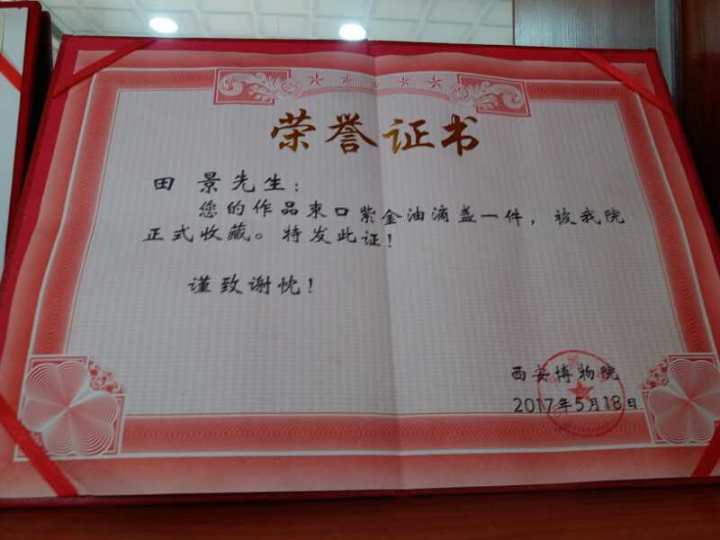 荣誉证书
田景先生：
您的作品束口紫金油滴盏一件，被我院
正式收藏。特发此证！
谨致谢忱！
西安博物院
2017年5月18日